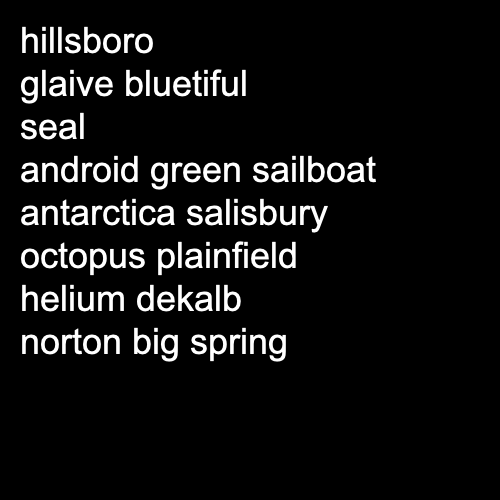 hillsboro
glaive bluetiful
seal
android green sailboat
antarctica salisbury
octopus plainfield
helium dekalb
norton big spring